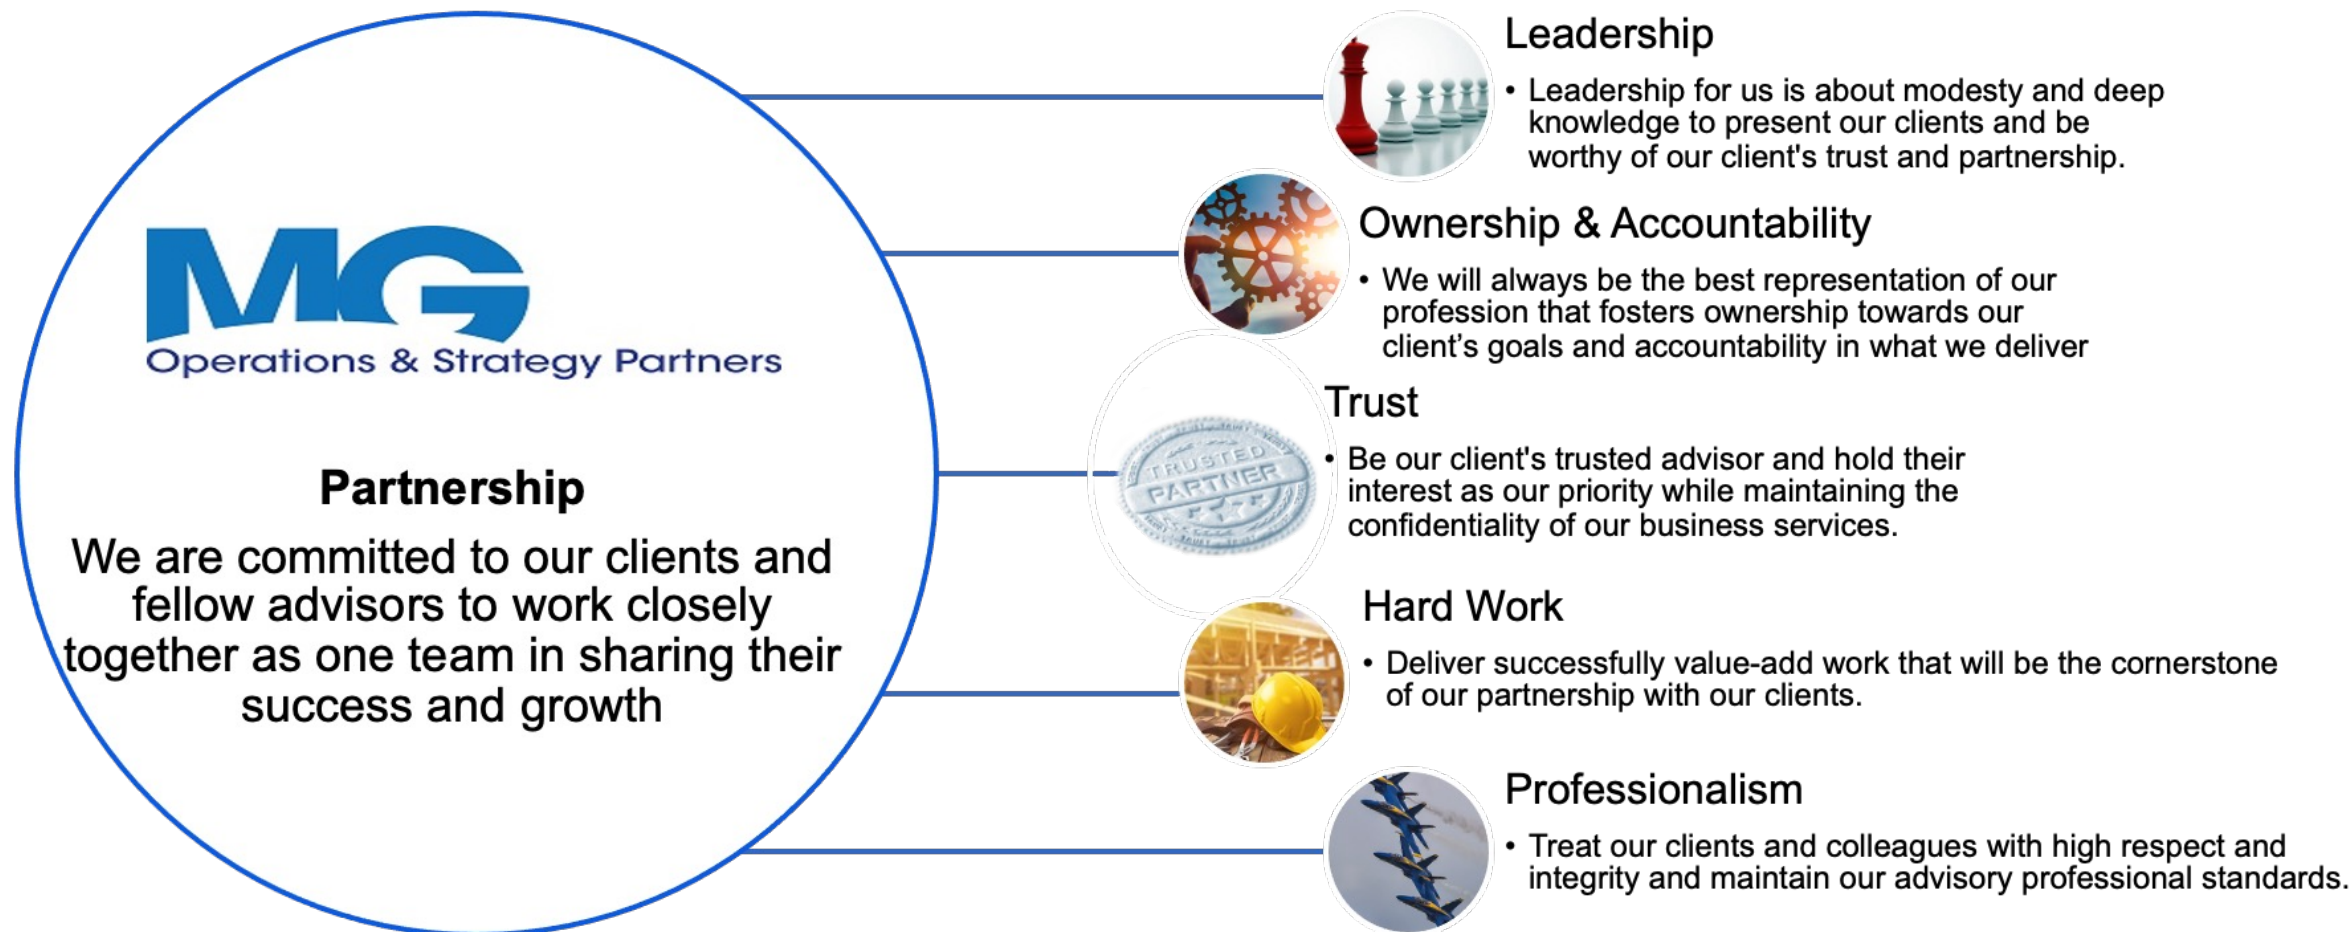 MG
Operations & Strategy Partners
Partnership
We are committed to our clients and
fellow advisors to work closely
together as one team in sharing their
success and growth
Leadership
• Leadership for us is about modesty and deep
knowledge to present our clients and be
worthy of our client's trust and partnership.
Ownership & Accountability
• We will always be the best representation of our
profession that fosters ownership towards our
client’s goals and accountability in what we deliver
TRUSTED
PARTNER
Trust
• Be our client's trusted advisor and hold their
interest as our priority while maintaining the
confidentiality of our business services.
Hard Work
• Deliver successfully value-add work that will be the cornerstone
of our partnership with our clients.
Professionalism
• Treat our clients and colleagues with high respect and
integrity and maintain our advisory professional standards.